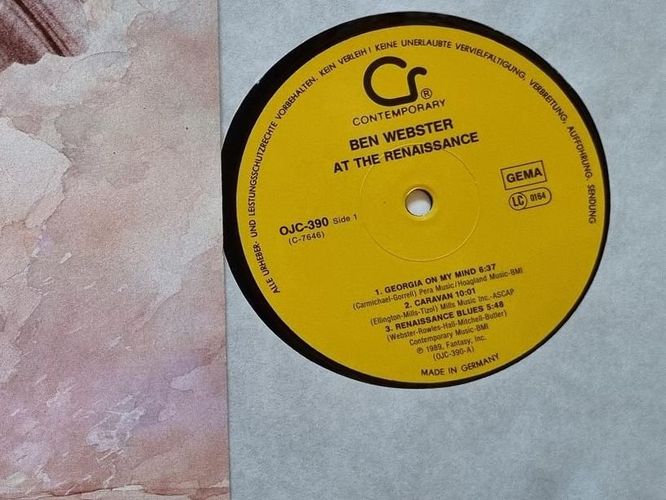 ALLE URHEBER- UND LEISTUNGSSCHUTZRECHTE VORBEHALTEN, KEIN VERLEIH! KEINE UNERLAUBTE VERVIELFÄLTIGUNG, VERBREITUNG, AUFFÜHRUNG, SENDUNG
Cr®
CONTEMPORARY
BEN WEBSTER
AT THE RENAISSANCE
GEMA
LC 0164
OJC-390 Side 1
(C-7646)
1. GEORGIA ON MY MIND 6:37
(Carmichael-Gorrell) Pera Music/Hoagland Music-BMI
2. CARAVAN 10:01
(Ellington-Mills-Tizol) Mills Music Inc.-ASCAP
3. RENAISSANCE BLUES 5:48
(Webster-Rowles-Hall-Mitchell-Butler)
Contemporary Music-BMI
℗ 1989, Fantasy, Inc.
(OJC-390-A)
MADE IN GERMANY